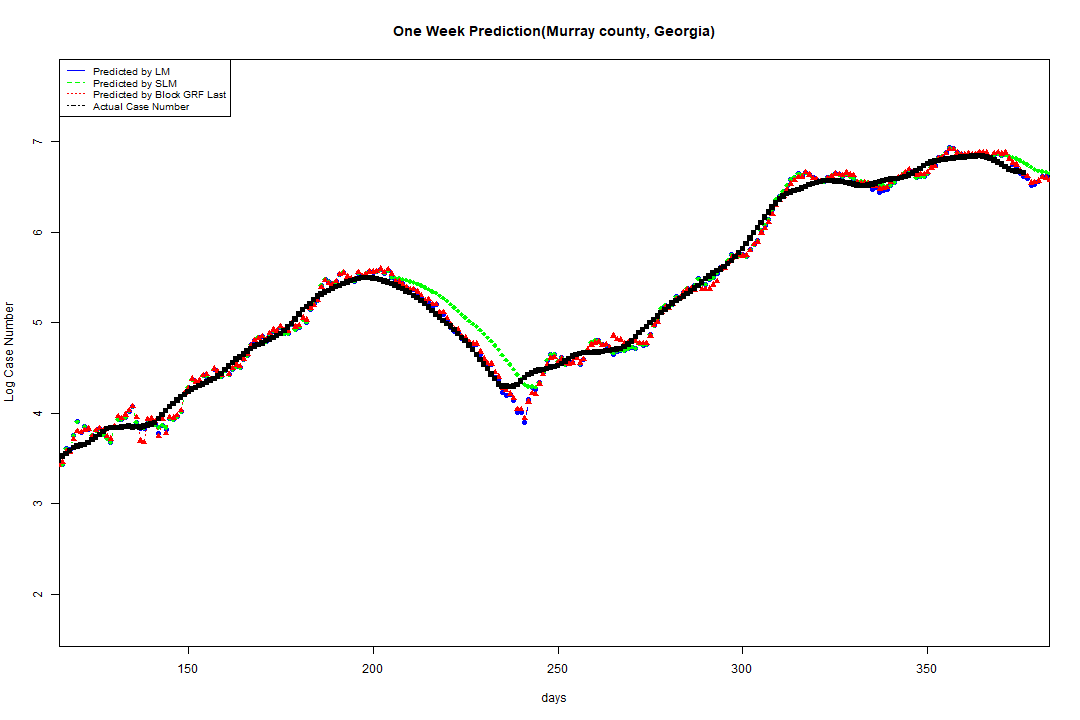 One Week Prediction(Murray county, Georgia)
Predicted by LM
Predicted by SLM
Predicted by Block GRF Last
Actual Case Number
Log Case Number
7
6
5
4
3
2
150 200 250 300 350
days